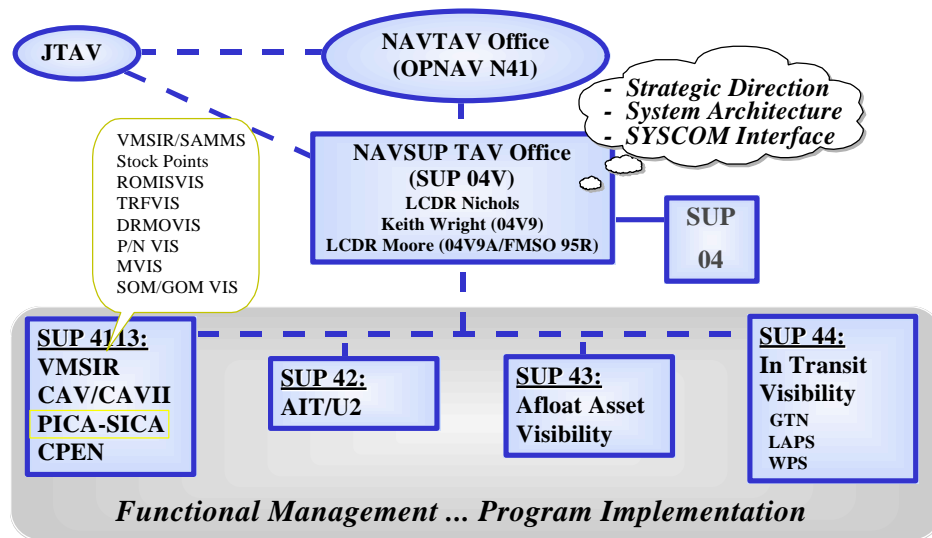 JTAV
NAVTAV Office
(OPNAV N41)
- Strategic Direction
- System Architecture
- SYSCOM Interface
VMSIR/SAMMS
Stock Points
ROMISVIS
TRFVIS
DRMOVIS
P/N VIS
MVIS
SOM/GOM VIS
NAVSUP TAV Office
(SUP 04V)
LCDR Nichols
Keith Wright (04V9)
LCDR Moore (04V9A/FMSO 95R)
SUP
04
SUP 4113:
VMSIR
CAV/CAVII
PICA-SICA
CPEN
SUP 42:
AIT/U2
SUP 43:
Afloat Asset
Visibility
SUP 44:
In Transit
Visibility
GTN
LAPS
WPS
Functional Management ... Program Implementation